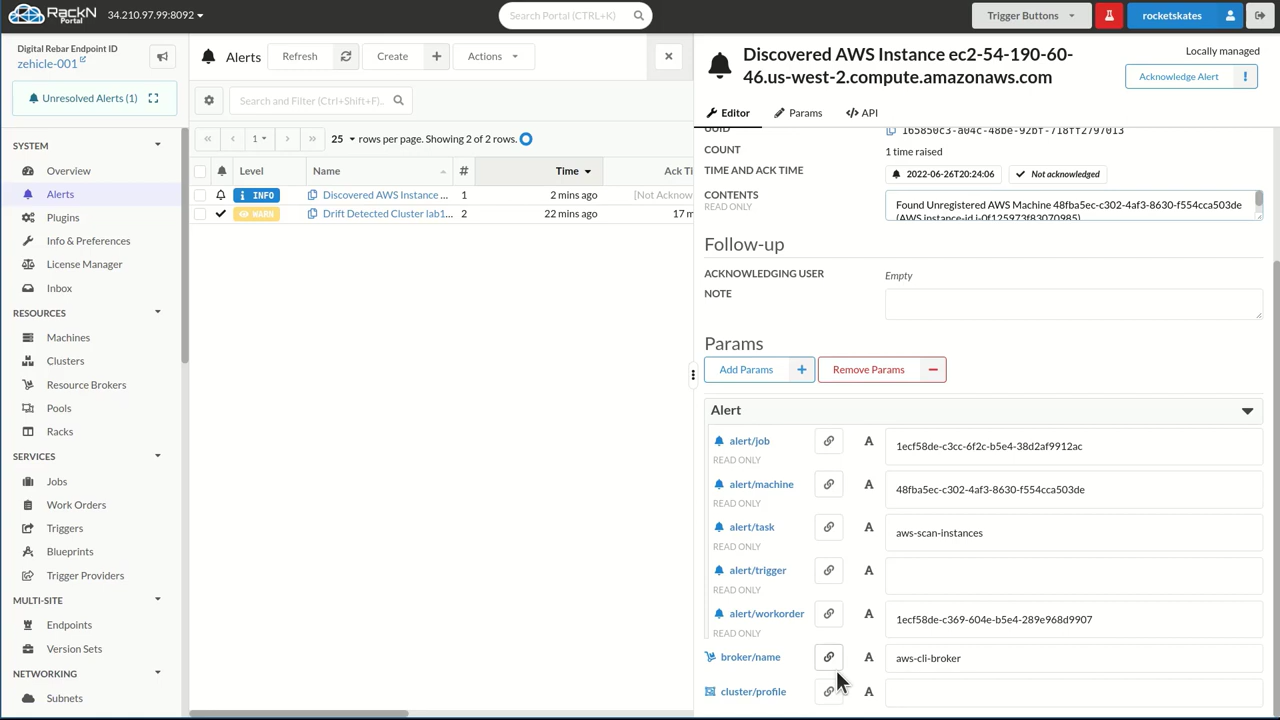 RackN
Portal
34.210.97.99:8092
Search Portal (CTRL+K)
Trigger Buttons
rocketskates
Digital Rebar Endpoint ID
zehicle-001
Unresolved Alerts (1)
SYSTEM
Overview
Alerts
Plugins
Info & Preferences
License Manager
Inbox
RESOURCES
Machines
Clusters
Resource Brokers
Pools
Racks
SERVICES
Jobs
Work Orders
Triggers
Blueprints
Trigger Providers
MULTI-SITE
Endpoints
Version Sets
NETWORKING
Subnets
Alerts
Refresh
Create
Actions
Search and Filter (Ctrl+Shift+F)..
1
25 rows per page. Showing 2 of 2 rows.
Level Name # Time Ack Ti
INFO Discovered AWS Instance ... 1 2 mins ago [Not Acknow
WARN Drift Detected Cluster lab1... 2 22 mins ago 17 m
Discovered AWS Instance ec2-54-190-60-
46.us-west-2.compute.amazonaws.com
Locally managed
Acknowledge Alert
Editor
Params
API
UUID 165850c3-a04c-48be-92bf-718ff2797013
COUNT 1 time raised
TIME AND ACK TIME 2022-06-26T20:24:06 Not acknowledged
CONTENTS
READ ONLY
Found Unregistered AWS Machine 48fba5ec-c302-4af3-8630-f554cca503de
(AWS instance-id i-0f125973f83070985)
Follow-up
ACKNOWLEDGING USER Empty
NOTE
Params
Add Params
Remove Params
Alert
alert/job A 1ecf58de-c3cc-6f2c-b5e4-38d2af9912ac
READ ONLY
alert/machine A 48fba5ec-c302-4af3-8630-f554cca503de
READ ONLY
alert/task A aws-scan-instances
READ ONLY
alert/trigger A
READ ONLY
alert/workorder A 1ecf58de-c369-604e-b5e4-289e968d9907
READ ONLY
broker/name A aws-cli-broker
cluster/profile A